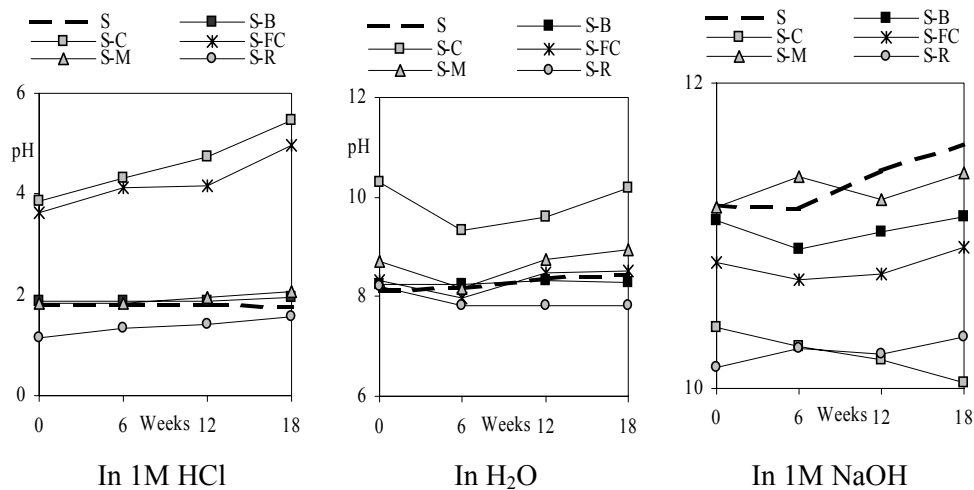 S S-B
S-C S-FC
S-M S-R
6
pH
4
2
0
0 6 Weeks 12 18
In 1M HCl
S S-B
S-C S-FC
S-M S-R
12
pH
10
8
6
0 6 Weeks 12 18
In H₂O
S S-B
S-C S-FC
S-M S-R
12
10
0 6 Weeks 12 18
In 1M NaOH